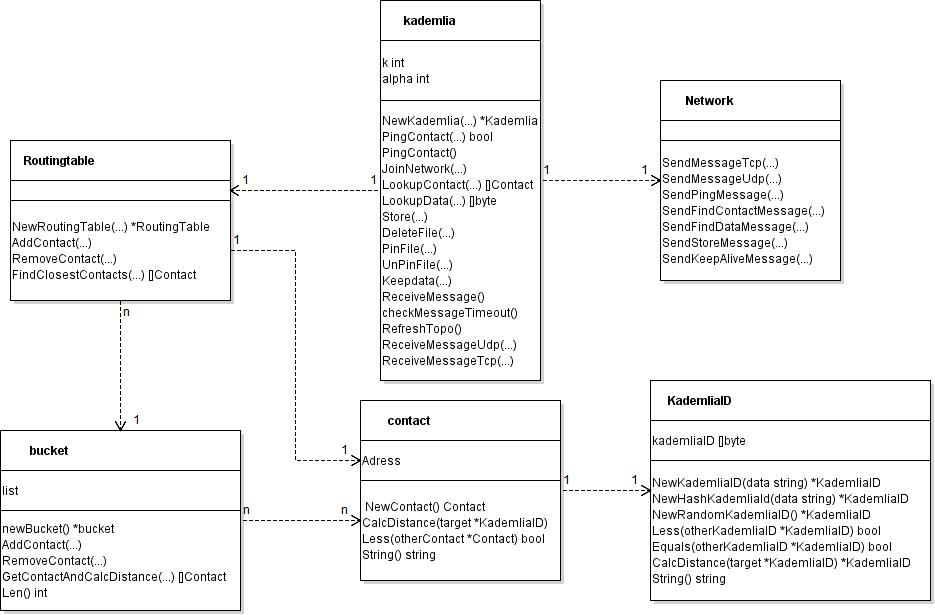 kademlia
k int
alpha int
NewKademlia(...) *Kademlia
PingContact(...) bool
PingContact()
JoinNetwork(...)
LookupContact(...) []Contact
LookupData(...) []byte
Store(...)
DeleteFile(...)
PinFile(...)
UnPinFile(...)
Keepdata(...)
ReceiveMessage()
checkMessageTimeout()
RefreshTopo()
ReceiveMessageUdp(...)
ReceiveMessageTcp(...)
1
1
Network
SendMessageTcp(...)
SendMessageUdp(...)
SendPingMessage(...)
SendFindContactMessage(...)
SendFindDataMessage(...)
SendStoreMessage(...)
SendKeepAliveMessage(...)
Routingtable
NewRoutingTable(...) *RoutingTable
AddContact(...)
RemoveContact(...)
FindClosestContacts(...) []Contact
1
1
1
1
n
1
bucket
list
newBucket() *bucket
AddContact(...)
RemoveContact(...)
GetContactAndCalcDistance(...) []Contact
Len() int
n
n
contact
Adress
NewContact() Contact
CalcDistance(target *KademliaID)
Less(otherContact *Contact) bool
String() string
1
1
KademliaID
kademliaID []byte
NewKademliaID(data string) *KademliaID
NewHashKademliaId(data string) *KademliaID
NewRandomKademliaID() *KademliaID
Less(otherKademliaID *KademliaID) bool
Equals(otherKademliaID *KademliaID) bool
CalcDistance(target *KademliaID) *KademliaID
String() string